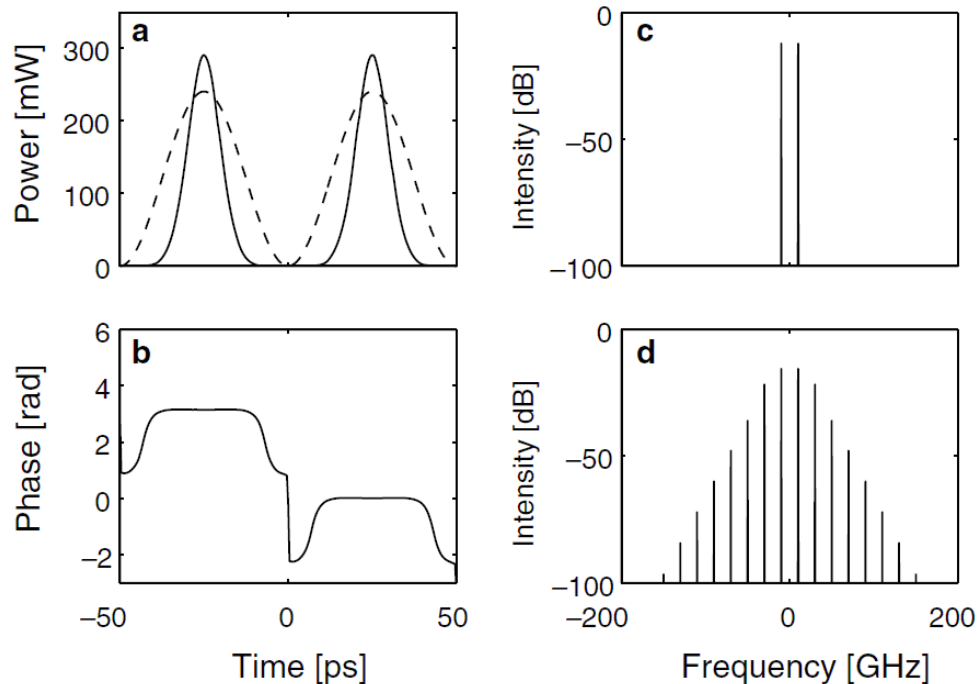 a
Power [mW]
300
200
100
0
c
Intensity [dB]
0
−50
−100
b
Phase [rad]
6
4
2
0
−2
−50
0
50
Time [ps]
d
Intensity [dB]
0
−50
−100
−200
0
200
Frequency [GHz]